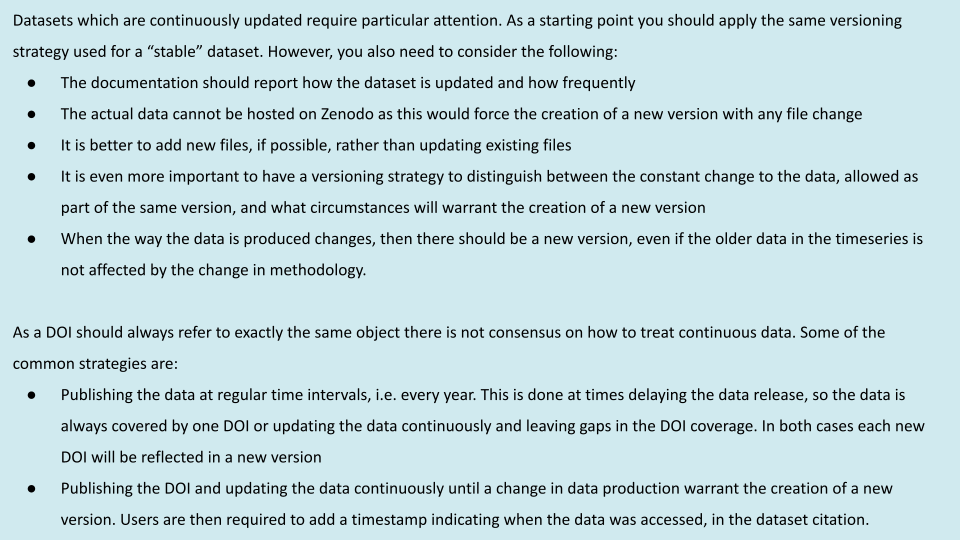 Datasets which are continuously updated require particular attention. As a starting point you should apply the same versioning
strategy used for a “stable” dataset. However, you also need to consider the following:
● The documentation should report how the dataset is updated and how frequently
● The actual data cannot be hosted on Zenodo as this would force the creation of a new version with any file change
● It is better to add new files, if possible, rather than updating existing files
● It is even more important to have a versioning strategy to distinguish between the constant change to the data, allowed as
part of the same version, and what circumstances will warrant the creation of a new version
● When the way the data is produced changes, then there should be a new version, even if the older data in the timeseries is
not affected by the change in methodology.
As a DOI should always refer to exactly the same object there is not consensus on how to treat continuous data. Some of the
common strategies are:
● Publishing the data at regular time intervals, i.e. every year. This is done at times delaying the data release, so the data is
always covered by one DOI or updating the data continuously and leaving gaps in the DOI coverage. In both cases each new
DOI will be reflected in a new version
● Publishing the DOI and updating the data continuously until a change in data production warrant the creation of a new
version. Users are then required to add a timestamp indicating when the data was accessed, in the dataset citation.